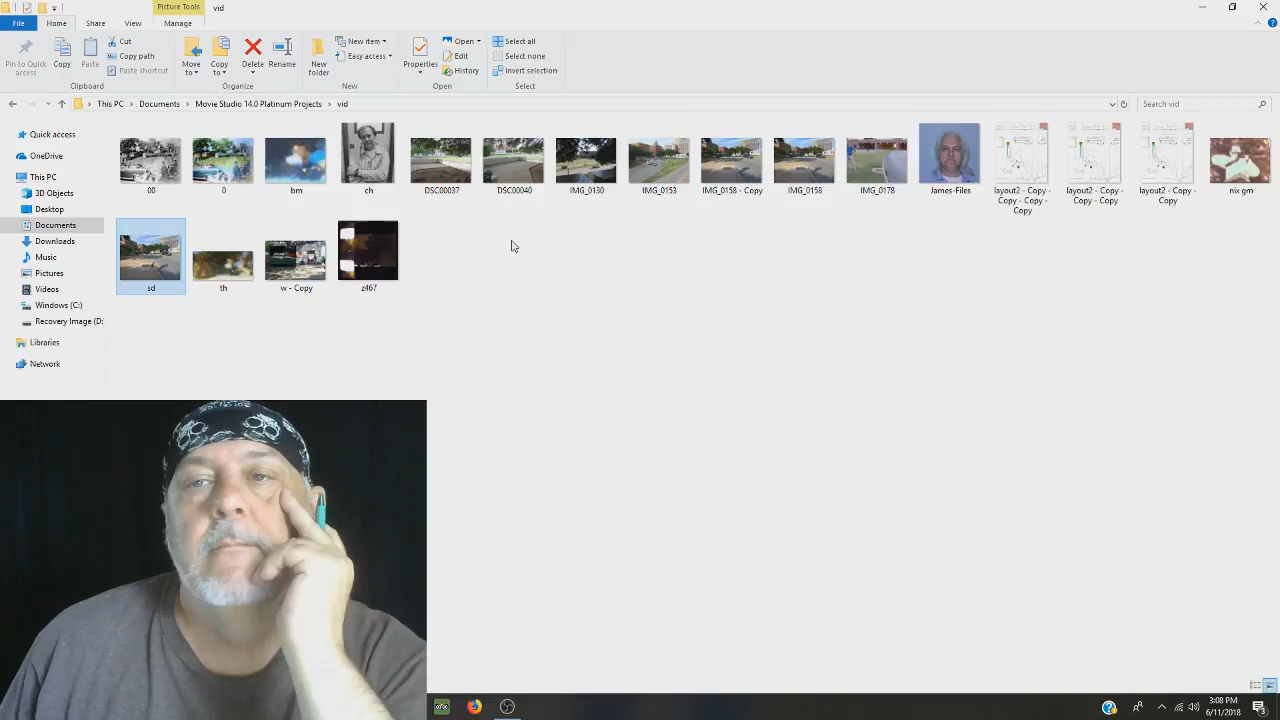 Picture Tools vid
File Home Share View Manage
Pin to Quick access
Copy
Paste
Cut
Copy path
Paste shortcut
Clipboard
Move to
Copy to
Delete
Rename
Organize
New folder
New item
Easy access
New
Properties
Open
Edit
History
Open
Select all
Select none
Invert selection
Select
This PC > Documents > Movie Studio 14.0 Platinum Projects > vid
Search vid
Quick access
OneDrive
This PC
3D Objects
Desktop
Documents
Downloads
Music
Pictures
Videos
Windows (C:)
Recovery Image (D:
Libraries
Network
00
0
bm
ch
DSC00037
DSC00040
IMG_0130
IMG_0153
IMG_0158 - Copy
IMG_0158
IMG_0178
James-Files
layout2 - Copy -
Copy - Copy -
Copy
layout2 - Copy -
Copy - Copy
layout2 - Copy -
Copy
nix gm
sd
th
w - Copy
z467
3:08 PM
6/11/2018
3